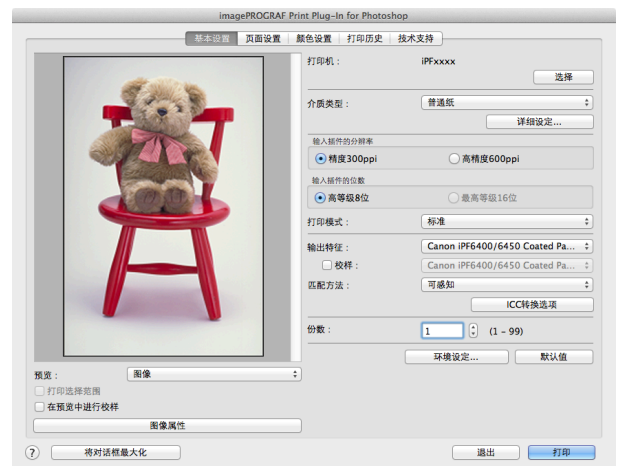 imagePROGRAF Print Plug-In for Photoshop
基本设置 页面设置 颜色设置 打印历史 技术支持
打印机： iPFxxxx
选择
介质类型： 普通纸
详细设定...
输入插件的分辨率
精度300ppi 高精度600ppi
输入插件的位数
高等级8位 最高等级16位
打印模式： 标准
输出特征： Canon iPF6400/6450 Coated Pa...
校样： Canon iPF6400/6450 Coated Pa...
匹配方法： 可感知
ICC转换选项
份数： 1 (1 - 99)
环境设定... 默认值
预览： 图像
打印选择范围
在预览中进行校样
图像属性
? 将对话框最大化 退出 打印